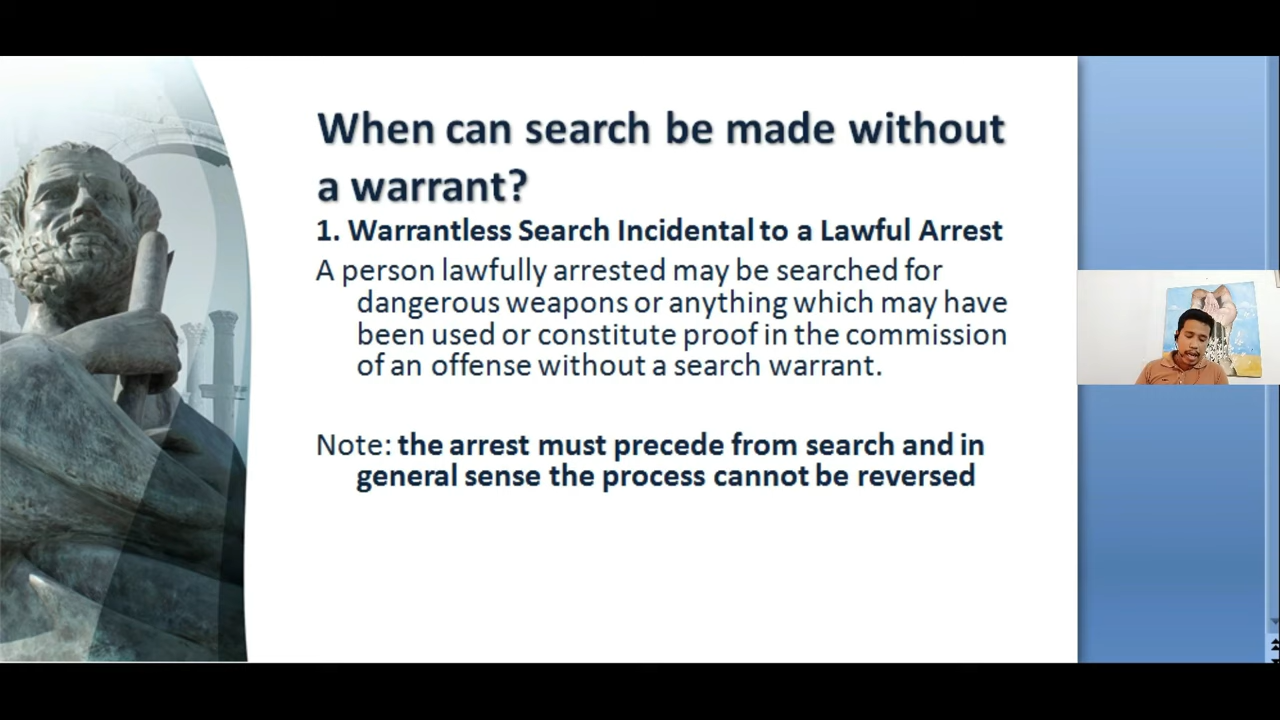 When can search be made without
a warrant?
1. Warrantless Search Incidental to a Lawful Arrest
A person lawfully arrested may be searched for
dangerous weapons or anything which may have
been used or constitute proof in the commission
of an offense without a search warrant.
Note: the arrest must precede from search and in
general sense the process cannot be reversed